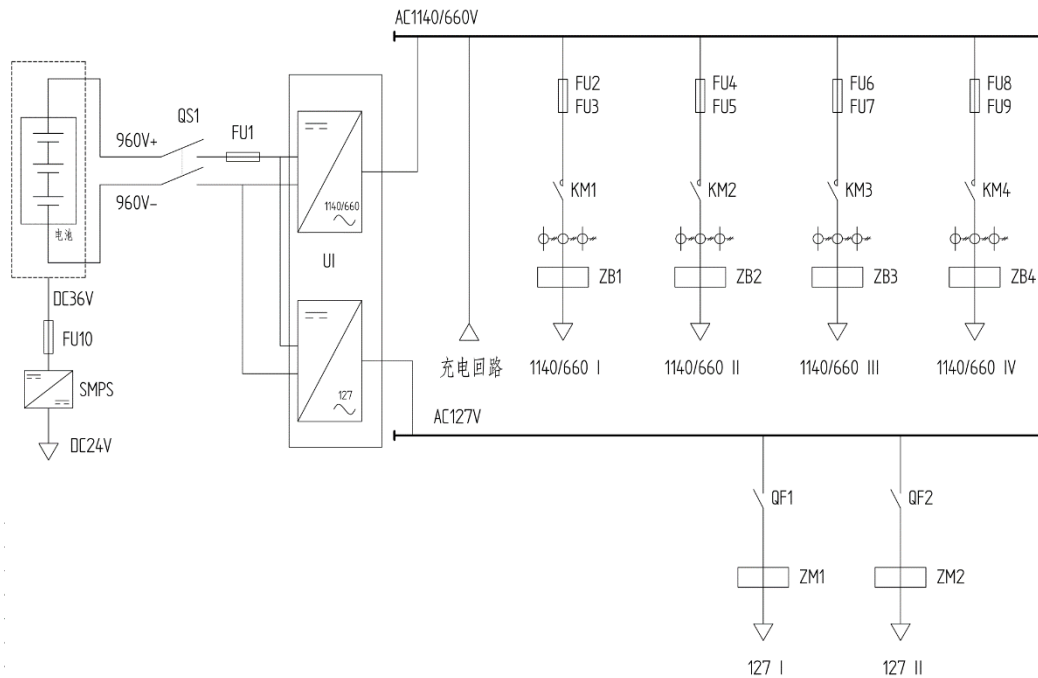 AC1140/660V
FU2
FU3
FU4
FU5
FU6
FU7
FU8
FU9
QS1
FU1
960V+
960V-
电池
1140/660
UI
KM1
KM2
KM3
KM4
ZB1
ZB2
ZB3
ZB4
DC36V
FU10
SMPS
DC24V
127
充电回路
1140/660 I
1140/660 II
1140/660 III
1140/660 IV
AC127V
QF1
QF2
ZM1
ZM2
127 I
127 II